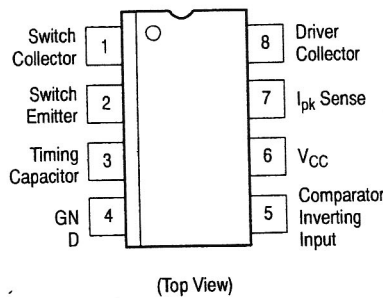 Switch
Collector
1
8
Driver
Collector
Switch
Emitter
2
7
Ipk Sense
Timing
Capacitor
3
6
VCC
GN
D
4
5
Comparator
Inverting
Input
(Top View)